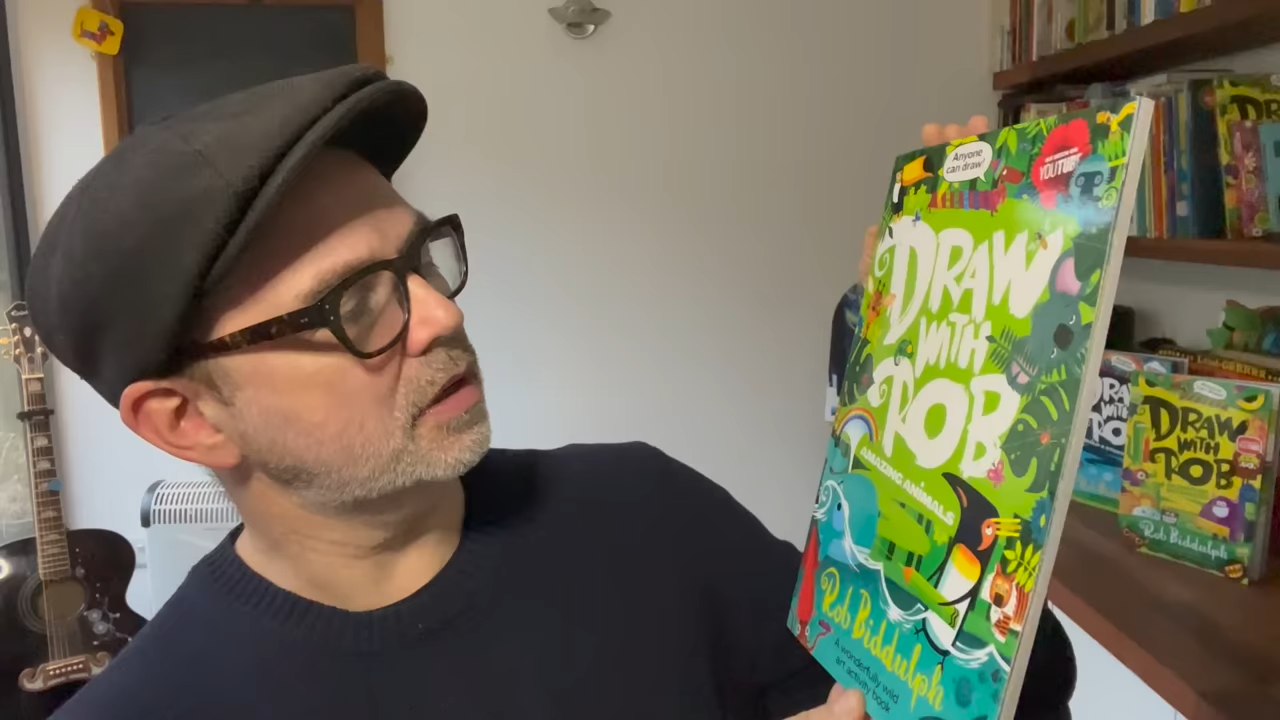 Anyone
can draw!
YOUTUBE
DRAW
WITH
ROB
AMAZING ANIMALS
Rob Biddulph
A wonderfully wild
art activity book
DRAW
WITH
ROB
Rob Biddulph